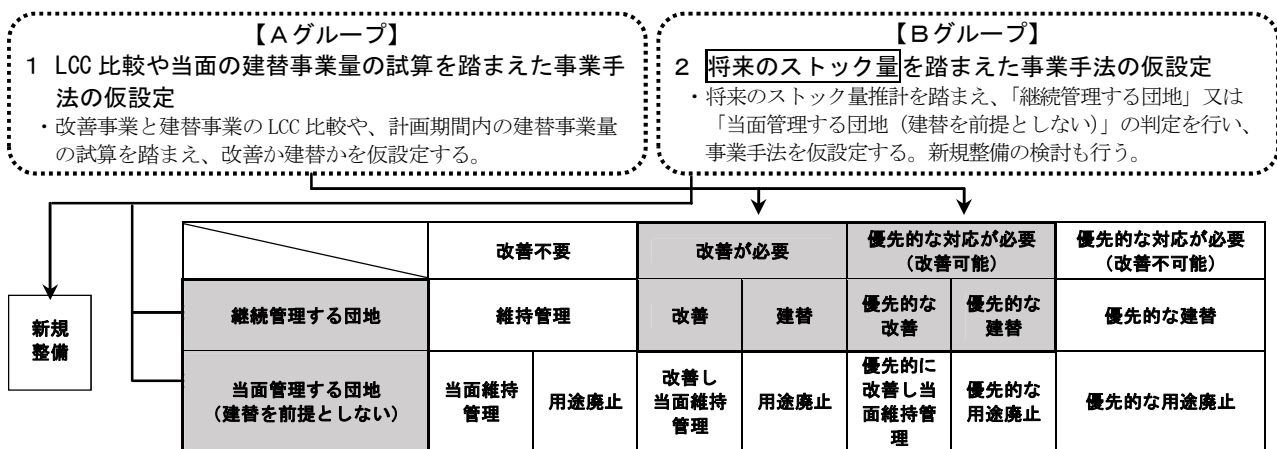 【Aグループ】
1 LCC比較や当面の建替事業量の試算を踏まえた事業手
法の仮設定
・改善事業と建替事業のLCC比較や、計画期間内の建替事業量
の試算を踏まえ、改善か建替かを仮設定する。
【Bグループ】
2 将来のストック量を踏まえた事業手法の仮設定
・将来のストック量推計を踏まえ、「継続管理する団地」又は
「当面管理する団地（建替を前提としない）」の判定を行い、
事業手法を仮設定する。新規整備の検討も行う。
新規
整備
改善不要
改善が必要
優先的な対応が必要
（改善可能）
優先的な対応が必要
（改善不可能）
継続管理する団地
維持管理
改善
建替
優先的な
改善
優先的な
建替
優先的な建替
当面管理する団地
（建替を前提としない）
当面維持
管理
用途廃止
改善し
当面維持
管理
用途廃止
優先的に
改善し当
面維持管
理
優先的な
用途廃止
優先的な用途廃止